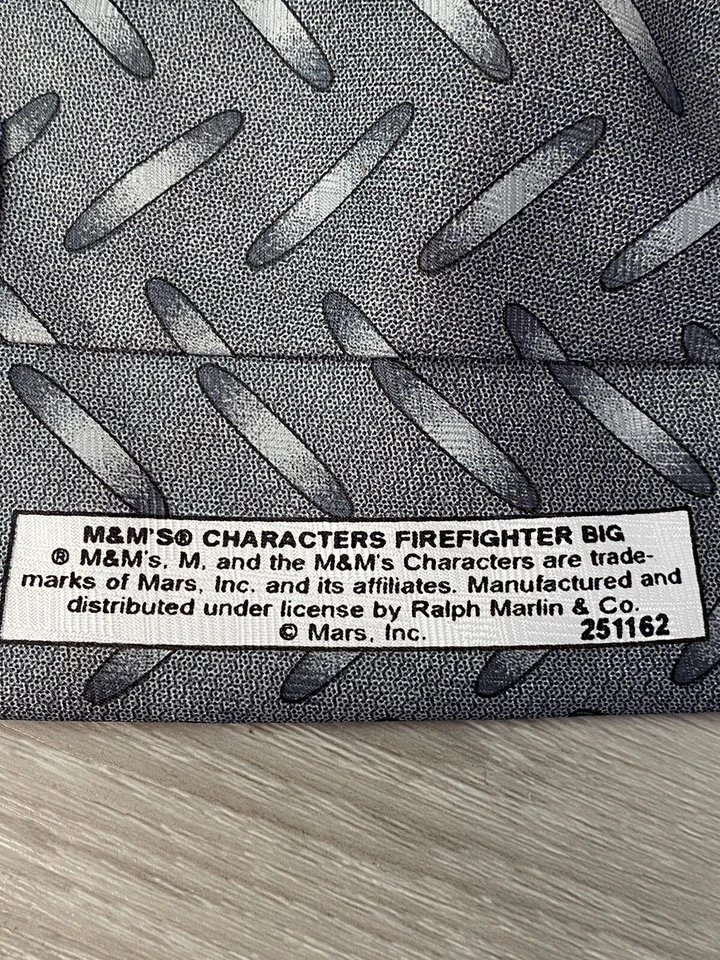 M&M'S® CHARACTERS FIREFIGHTER BIG
® M&M's, M, and the M&M's Characters are trade-
marks of Mars, Inc. and its affiliates. Manufactured and
distributed under license by Ralph Marlin & Co.
© Mars, Inc. 251162